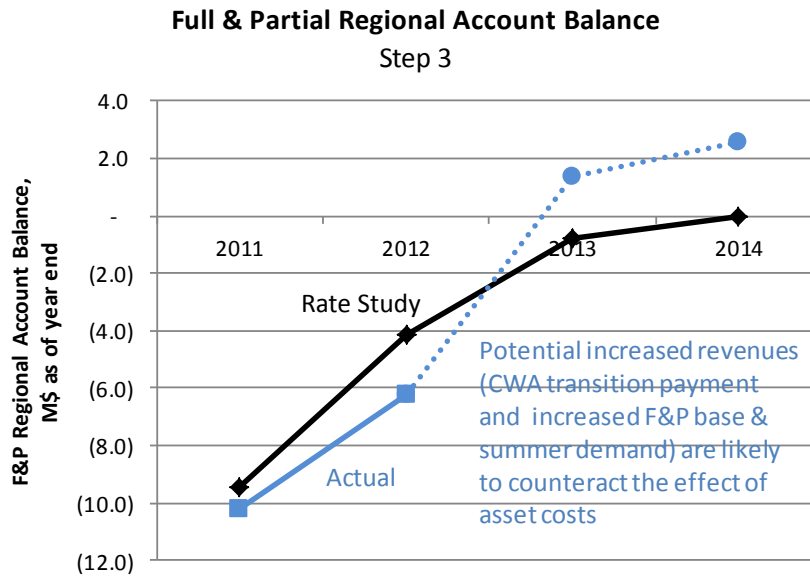 Full & Partial Regional Account Balance
Step 3
F&P Regional Account Balance,
M$ as of year end
4.0
2.0
-
(2.0)
(4.0)
(6.0)
(8.0)
(10.0)
(12.0)
2011
2012
2013
2014
Rate Study
Actual
Potential increased revenues
(CWA transition payment
and increased F&P base &
summer demand) are likely
to counteract the effect of
asset costs